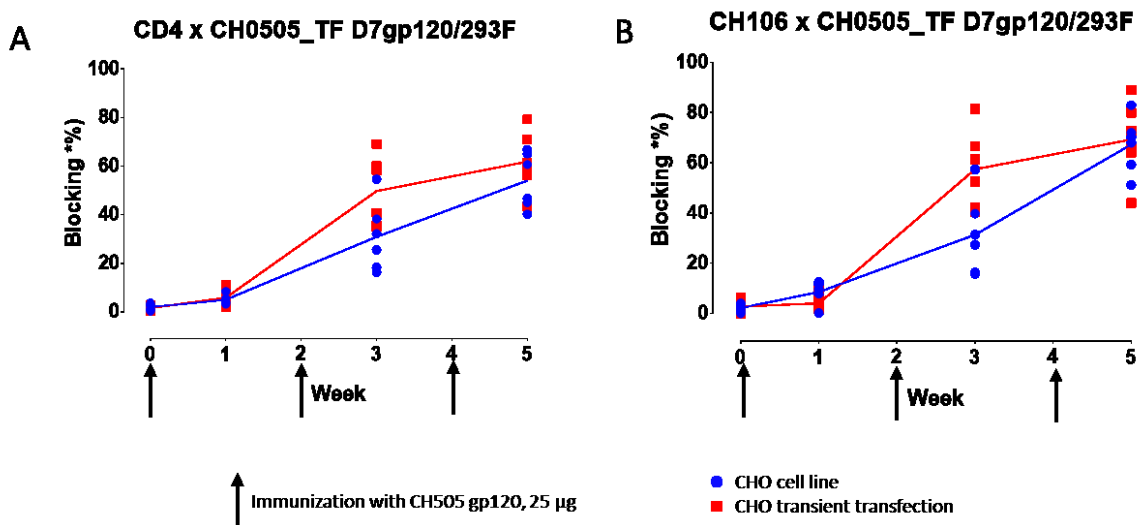 A
CD4 x CH0505_TF D7gp120/293F
Blocking *%)
100
80
60
40
20
0
0 1 2 3 4 5
Week
B
CH106 x CH0505_TF D7gp120/293F
Blocking *%)
100
80
60
40
20
0
0 1 2 3 4 5
Week
Immunization with CH505 gp120, 25 µg
CHO cell line
CHO transient transfection